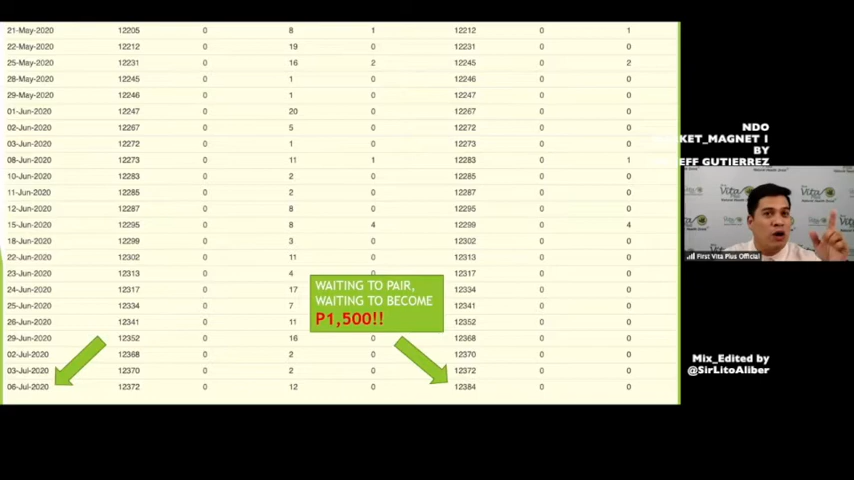 21-May-2020 12205 0 8 1 12212 0 1
22-May-2020 12212 0 19 0 12231 0 0
25-May-2020 12231 0 16 2 12245 0 2
28-May-2020 12245 0 1 0 12246 0 0
29-May-2020 12246 0 1 0 12247 0 0
01-Jun-2020 12247 0 20 0 12267 0 0
02-Jun-2020 12267 0 5 0 12272 0 0
03-Jun-2020 12272 0 1 0 12273 0 0
08-Jun-2020 12273 0 11 1 12283 0 1
10-Jun-2020 12283 0 2 0 12285 0 0
11-Jun-2020 12285 0 2 0 12287 0 0
12-Jun-2020 12287 0 8 0 12295 0 0
15-Jun-2020 12295 0 8 4 12299 0 4
18-Jun-2020 12299 0 3 0 12302 0 0
22-Jun-2020 12302 0 11 0 12313 0 0
23-Jun-2020 12313 0 4 0 12317 0 0
24-Jun-2020 12317 0 17 12334 0 0
25-Jun-2020 12334 0 7 12341 0 0
26-Jun-2020 12341 0 11 12352 0 0
29-Jun-2020 12352 0 16 0 12368 0 0
02-Jul-2020 12368 0 2 0 12370 0 0
03-Jul-2020 12370 0 2 0 12372 0 0
06-Jul-2020 12372 0 12 0 12384 0 0
WAITING TO PAIR,
WAITING TO BECOME
P1,500!!
NDO
KET_MAGNET I
BY
EFF GUTIERREZ
Vita
First Vita Plus Official
Mix_Edited by
@SirLitoAliber